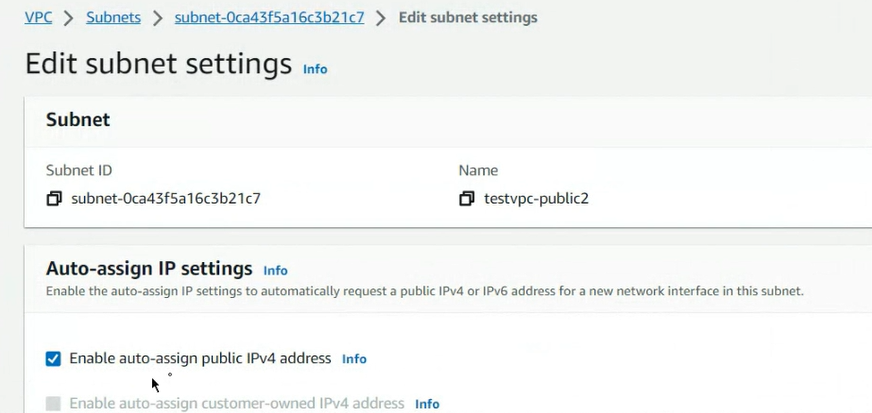 VPC > Subnets > subnet-0ca43f5a16c3b21c7 > Edit subnet settings
Edit subnet settings Info
Subnet
Subnet ID Name
subnet-0ca43f5a16c3b21c7 testvpc-public2
Auto-assign IP settings Info
Enable the auto-assign IP settings to automatically request a public IPv4 or IPv6 address for a new network interface in this subnet.
Enable auto-assign public IPv4 address Info
Enable auto-assign customer-owned IPv4 address Info